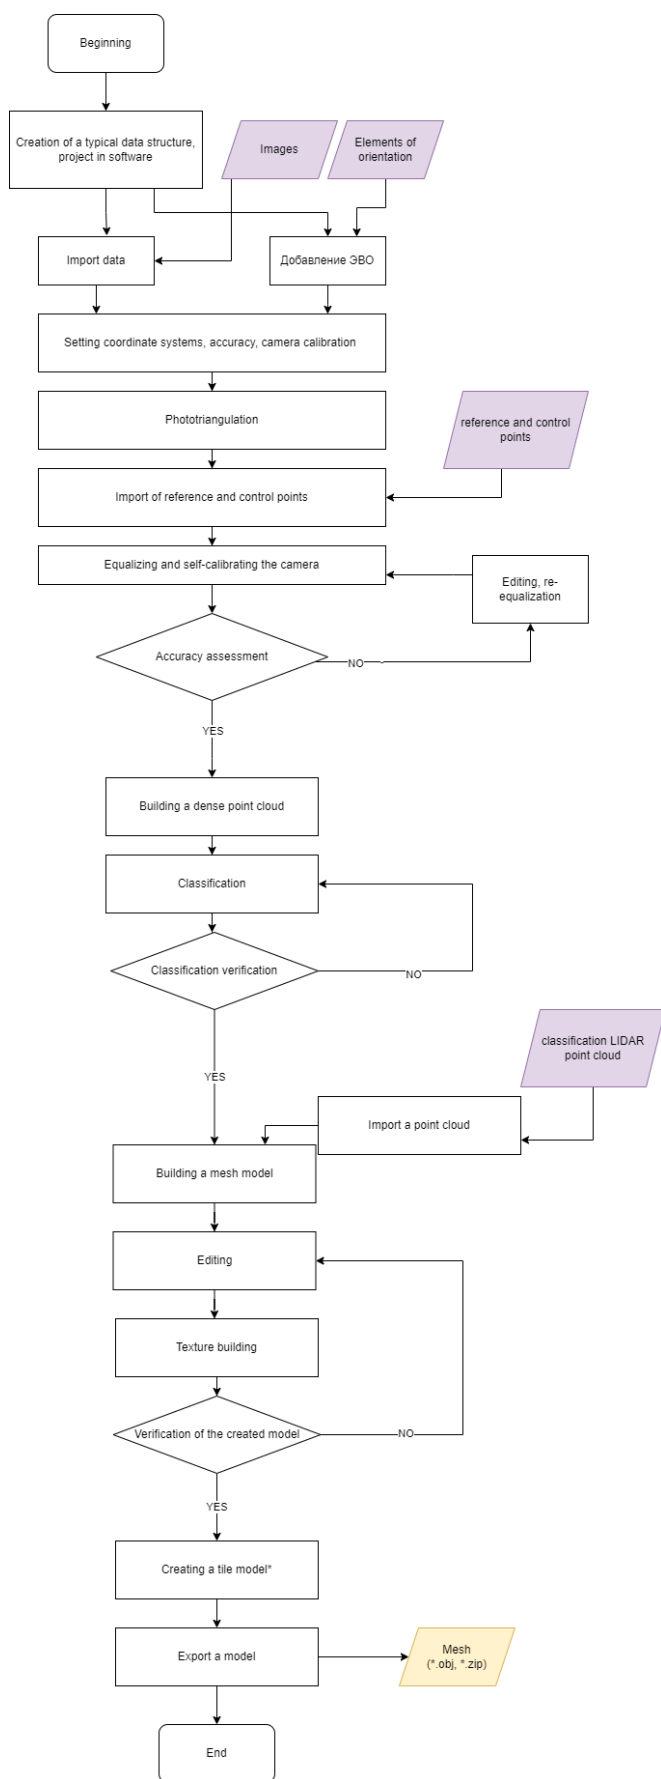 Beginning
Creation of a typical data structure,
project in software
Images
Elements of
orientation
Import data
Добавление ЭВО
Setting coordinate systems, accuracy, camera calibration
Phototriangulation
reference and control
points
Import of reference and control points
Equalizing and self-calibrating the camera
Editing, re-
equalization
Accuracy assessment
NO
YES
Building a dense point cloud
Classification
Classification verification
NO
YES
classification LIDAR
point cloud
Import a point cloud
Building a mesh model
Editing
Texture building
Verification of the created model
NO
YES
Creating a tile model*
Export a model
Mesh
(*.obj, *.zip)
End